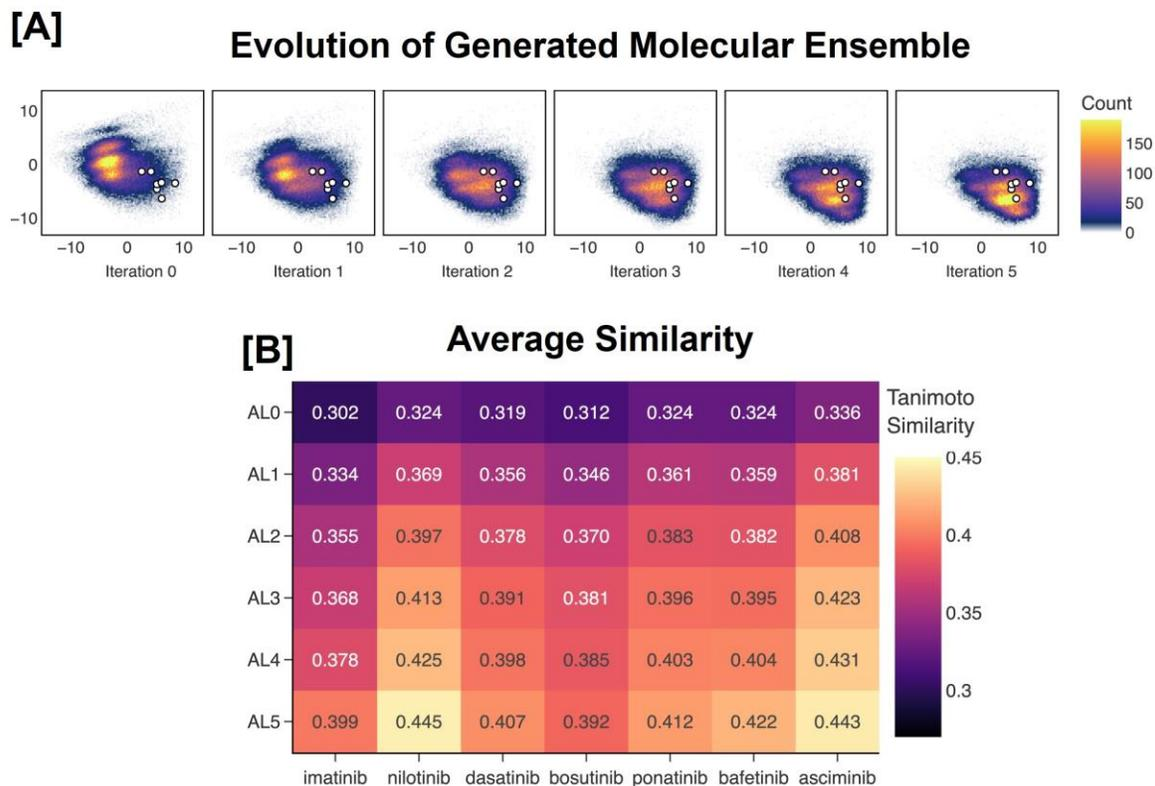 [A]
Evolution of Generated Molecular Ensemble
10
0
−10
−10 0 10 −10 0 10 −10 0 10 −10 0 10 −10 0 10 −10 0 10
Iteration 0 Iteration 1 Iteration 2 Iteration 3 Iteration 4 Iteration 5
Count
150
100
50
0
[B]
Average Similarity
AL0 0.302 0.324 0.319 0.312 0.324 0.324 0.336
AL1 0.334 0.369 0.356 0.346 0.361 0.359 0.381
AL2 0.355 0.397 0.378 0.370 0.383 0.382 0.408
AL3 0.368 0.413 0.391 0.381 0.396 0.395 0.423
AL4 0.378 0.425 0.398 0.385 0.403 0.404 0.431
AL5 0.399 0.445 0.407 0.392 0.412 0.422 0.443
imatinib nilotinib dasatinib bosutinib ponatinib bafetinib asciminib
Tanimoto
Similarity
0.45
0.4
0.35
0.3